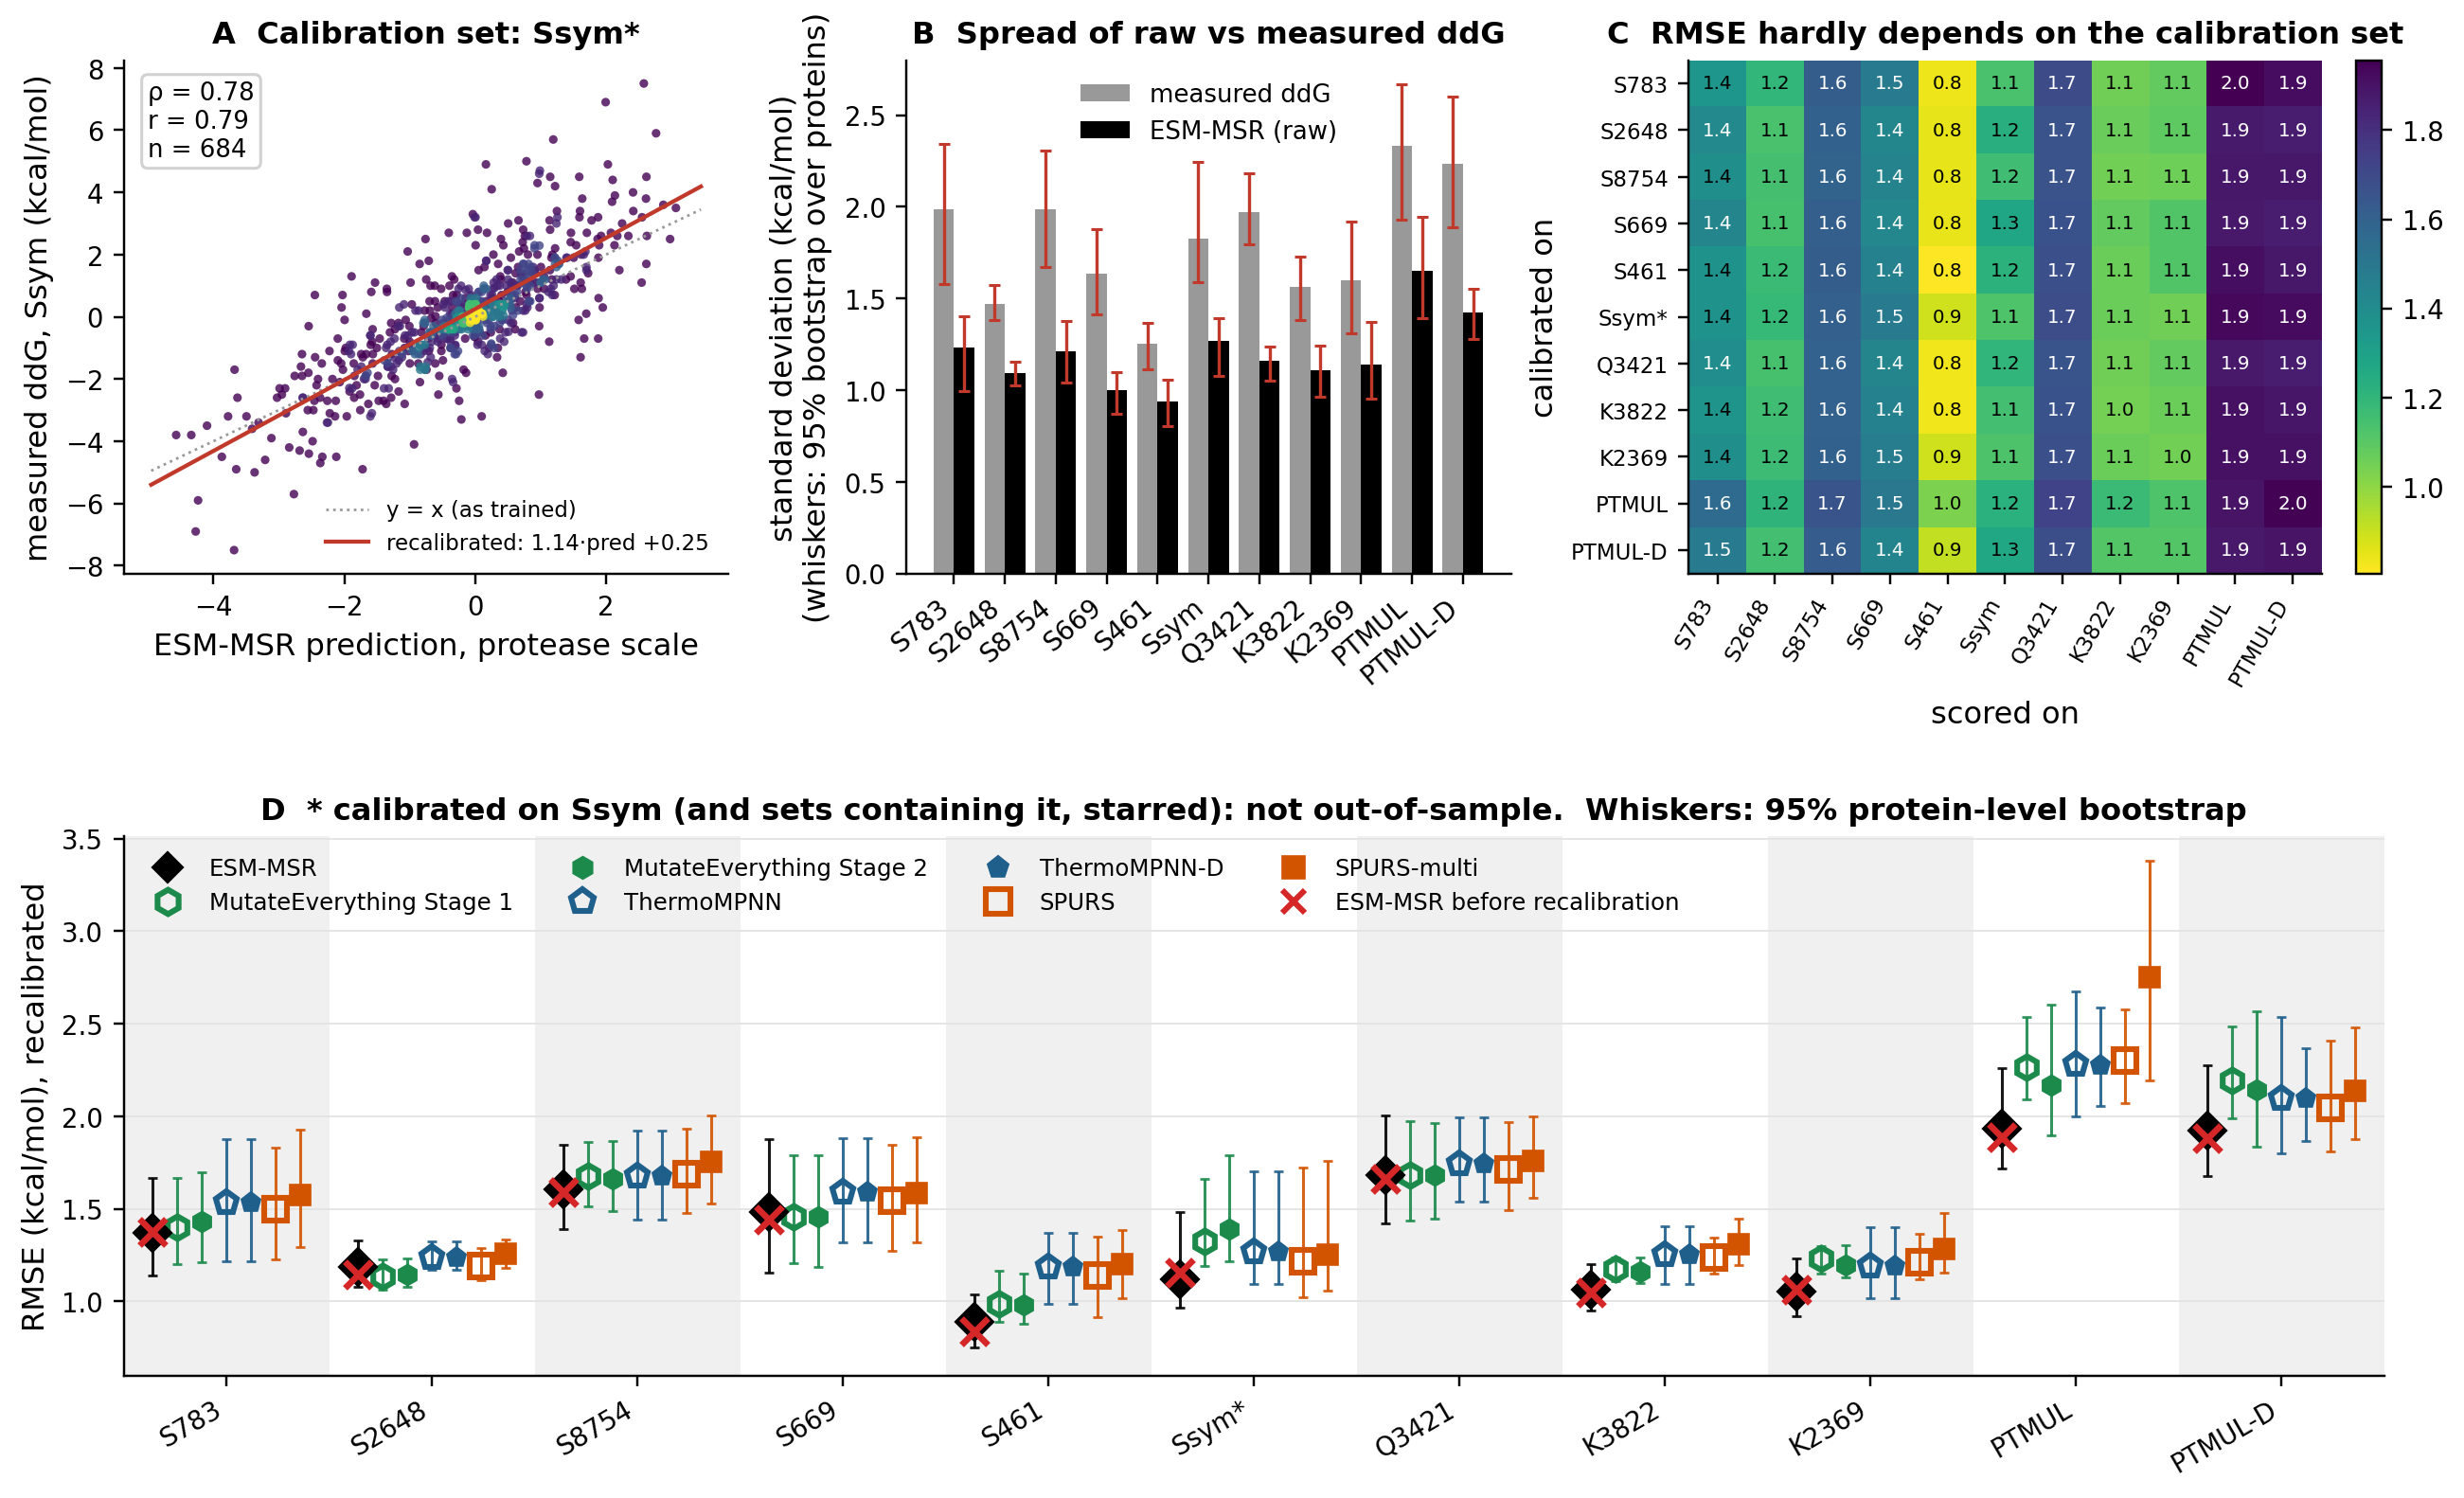 A  Calibration set: Ssym*
measured ddG, Ssym (kcal/mol)
8
6
4
2
0
−2
−4
−6
−8
ρ = 0.78
r = 0.79
n = 684
y = x (as trained)
recalibrated: 1.14·pred +0.25
−4
−2
0
2
ESM-MSR prediction, protease scale
B  Spread of raw vs measured ddG
standard deviation (kcal/mol)
(whiskers: 95% bootstrap over proteins)
2.5
2.0
1.5
1.0
0.5
0.0
measured ddG
ESM-MSR (raw)
S783
S2648
S8754
S669
S461
Ssym
Q3421
K3822
K2369
PTMUL
PTMUL-D
C  RMSE hardly depends on the calibration set
calibrated on
S783 1.4 1.2 1.6 1.5 0.8 1.1 1.7 1.1 1.1 2.0 1.9
S2648 1.4 1.1 1.6 1.4 0.8 1.2 1.7 1.1 1.1 1.9 1.9
S8754 1.4 1.1 1.6 1.4 0.8 1.2 1.7 1.1 1.1 1.9 1.9
S669 1.4 1.1 1.6 1.4 0.8 1.3 1.7 1.1 1.1 1.9 1.9
S461 1.4 1.2 1.6 1.4 0.8 1.2 1.7 1.1 1.1 1.9 1.9
Ssym* 1.4 1.2 1.6 1.5 0.9 1.1 1.7 1.1 1.1 1.9 1.9
Q3421 1.4 1.1 1.6 1.4 0.8 1.2 1.7 1.1 1.1 1.9 1.9
K3822 1.4 1.2 1.6 1.4 0.8 1.1 1.7 1.0 1.1 1.9 1.9
K2369 1.4 1.2 1.6 1.5 0.9 1.1 1.7 1.1 1.0 1.9 1.9
PTMUL 1.6 1.2 1.7 1.5 1.0 1.2 1.7 1.2 1.1 1.9 2.0
PTMUL-D 1.5 1.2 1.6 1.4 0.9 1.3 1.7 1.1 1.1 1.9 1.9
S783
S2648
S8754
S669
S461
Ssym
Q3421
K3822
K2369
PTMUL
PTMUL-D
scored on
1.8
1.6
1.4
1.2
1.0
D  * calibrated on Ssym (and sets containing it, starred): not out-of-sample.  Whiskers: 95% protein-level bootstrap
RMSE (kcal/mol), recalibrated
3.5
3.0
2.5
2.0
1.5
1.0
ESM-MSR
MutateEverything Stage 1
MutateEverything Stage 2
ThermoMPNN
ThermoMPNN-D
SPURS
SPURS-multi
ESM-MSR before recalibration
S783
S2648
S8754
S669
S461
Ssym*
Q3421
K3822
K2369
PTMUL
PTMUL-D